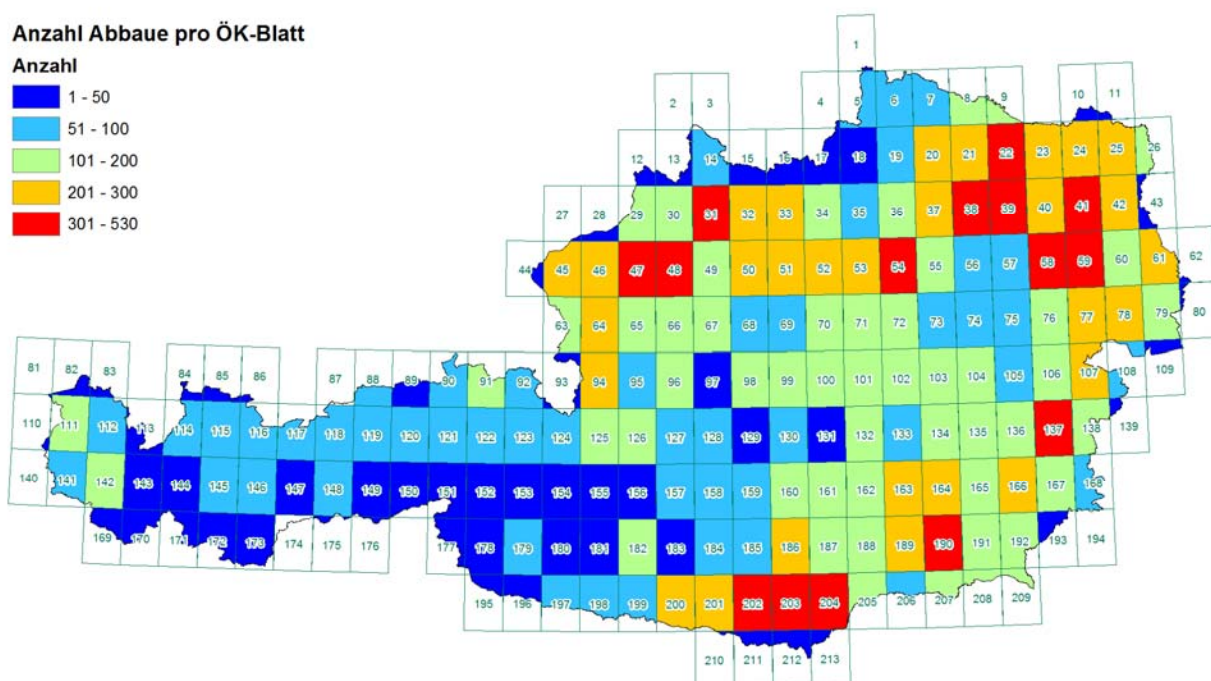 Anzahl Abbaue pro ÖK-Blatt
Anzahl
1 - 50
51 - 100
101 - 200
201 - 300
301 - 530
1
2 3 4 5 6 7 8 9 10 11
12 13 14 15 16 17 18 19 20 21 22 23 24 25 26
27 28 29 30 31 32 33 34 35 36 37 38 39 40 41 42 43
44 45 46 47 48 49 50 51 52 53 54 55 56 57 58 59 60 61 62
63 64 65 66 67 68 69 70 71 72 73 74 75 76 77 78 79 80
81 82 83 84 85 86 87 88 89 90 91 92 93 94 95 96 97 98 99 100 101 102 103 104 105 106 107 108 109
110 111 112 113 114 115 116 117 118 119 120 121 122 123 124 125 126 127 128 129 130 131 132 133 134 135 136 137 138 139
140 141 142 143 144 145 146 147 148 149 150 151 152 153 154 155 156 157 158 159 160 161 162 163 164 165 166 167 168
169 170 171 172 173 174 175 176 177 178 179 180 181 182 183 184 185 186 187 188 189 190 191 192 193 194
195 196 197 198 199 200 201 202 203 204 205 206 207 208 209
210 211 212 213